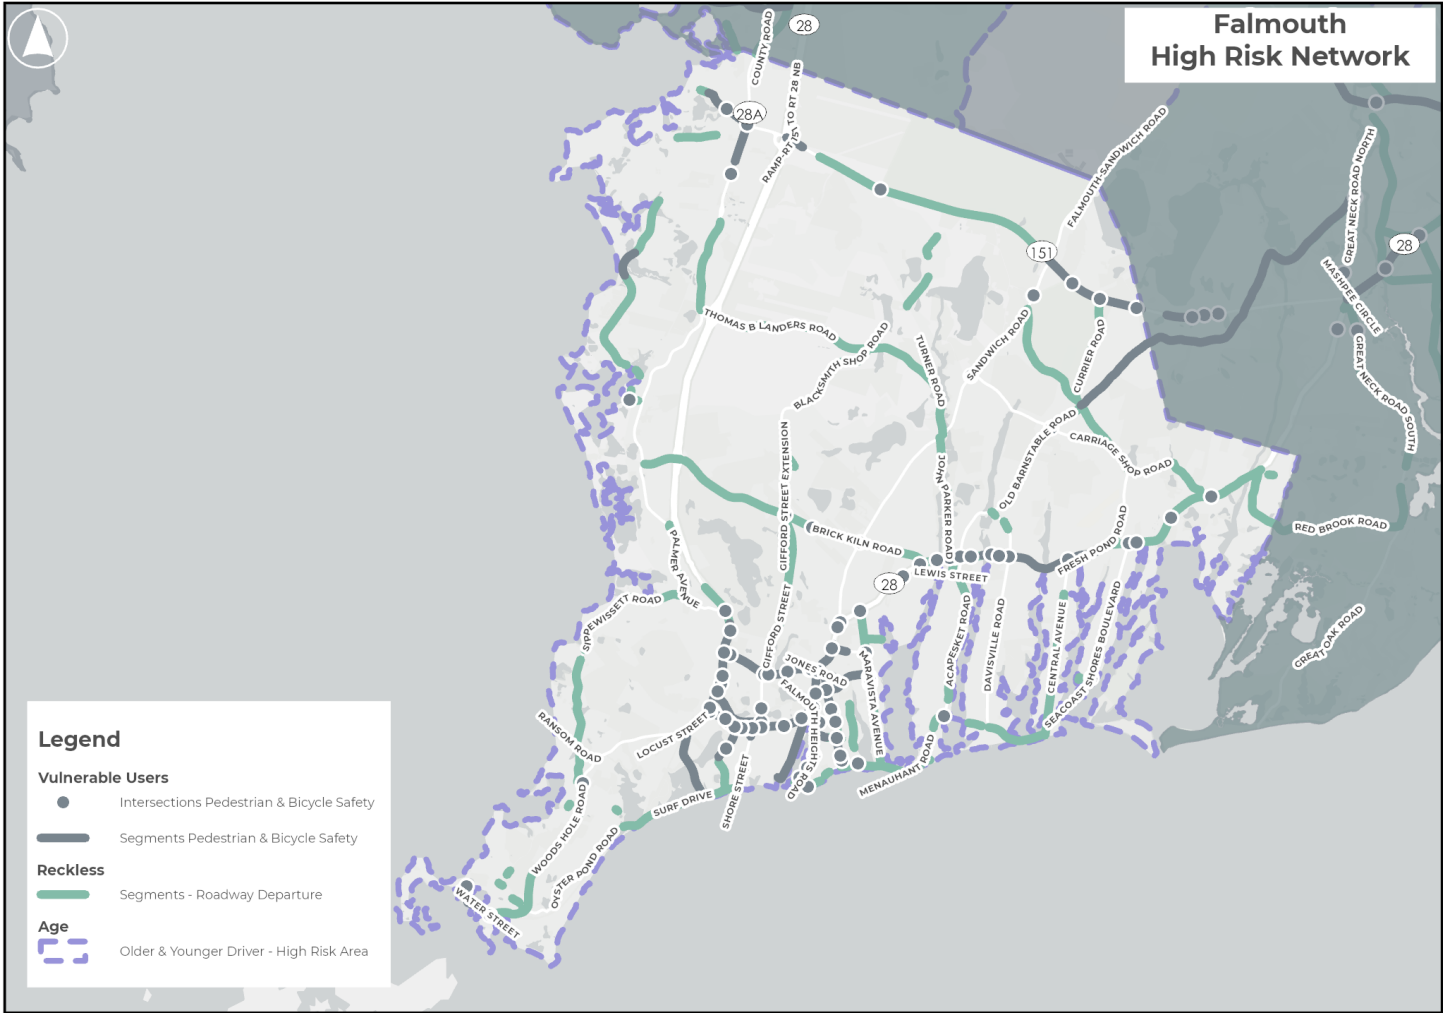 Falmouth
High Risk Network
COUNTY ROAD
28
28A
RAMP-RT 151 TO RT 28 NB
FALMOUTH-SANDWICH ROAD
GREAT NECK ROAD NORTH
28
MASHPEE CIRCLE
GREAT NECK ROAD SOUTH
151
THOMAS B LANDERS ROAD
BLACKSMITH SHOP ROAD
TURNER ROAD
SANDWICH ROAD
CURRIER ROAD
OLD BARNSTABLE ROAD
CARRIAGE SHOP ROAD
JOHN PARKER ROAD
GIFFORD STREET EXTENSION
BRICK KILN ROAD
RED BROOK ROAD
FRESH POND ROAD
LEWIS STREET
28
PALMER AVENUE
SIPPEWISSETT ROAD
GIFFORD STREET
JONES ROAD
FALMOUTH HEIGHTS ROAD
MARAVISTA AVENUE
ACAPESKET ROAD
DAVISVILLE ROAD
CENTRAL AVENUE
SEACOAST SHORES BOULEVARD
GREAT OAK ROAD
RANSOM ROAD
LOCUST STREET
SHORE STREET
SURF DRIVE
MENAUHANT ROAD
WOODS HOLE ROAD
OYSTER POND ROAD
WATER STREET
Legend
Vulnerable Users
Intersections Pedestrian & Bicycle Safety
Segments Pedestrian & Bicycle Safety
Reckless
Segments - Roadway Departure
Age
Older & Younger Driver - High Risk Area